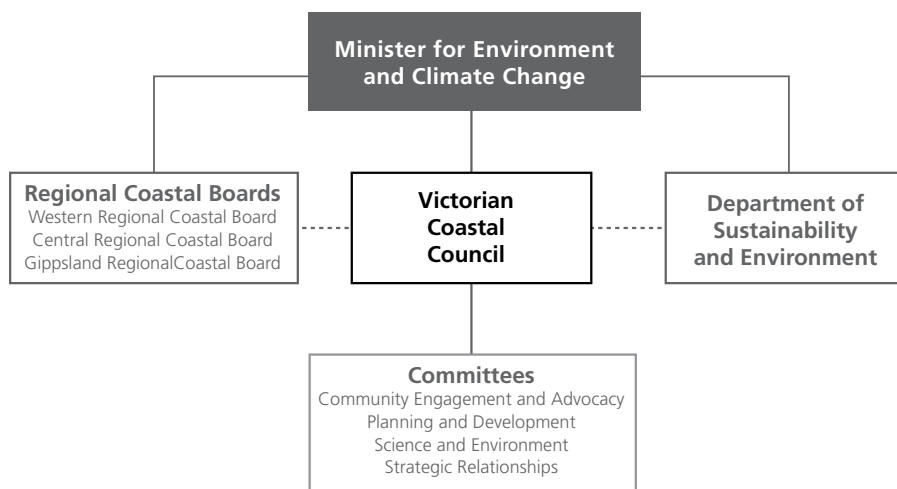 Minister for Environment
and Climate Change
Regional Coastal Boards
Western Regional Coastal Board
Central Regional Coastal Board
Gippsland RegionalCoastal Board
Victorian
Coastal
Council
Department of
Sustainability
and Environment
Committees
Community Engagement and Advocacy
Planning and Development
Science and Environment
Strategic Relationships